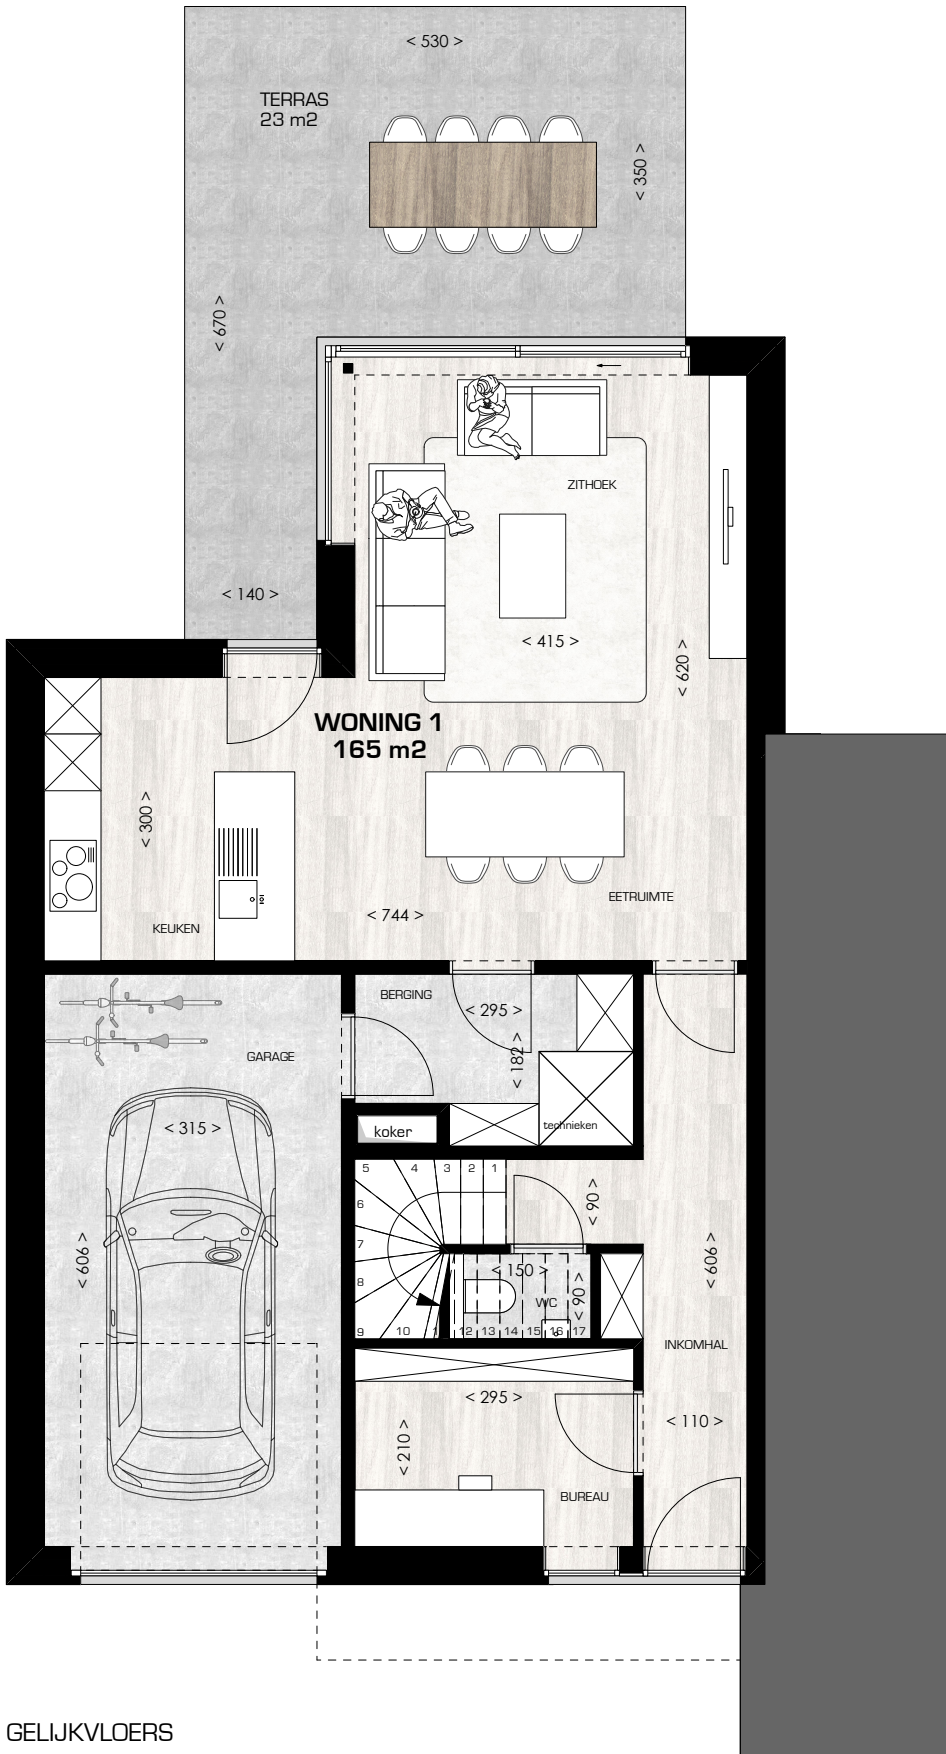 < 530 >
TERRAS
23 m2
< 350 >
< 670 >
ZITHOEK
< 140 >
< 415 >
< 620 >
WONING 1
165 m2
< 300 >
EETRUIMTE
< 744 >
KEUKEN
BERGING
< 295 >
GARAGE
< 182 >
< 315 >
koker
technieken
5 4 3 2 1
6
< 90 >
7
< 606 >
< 606 >
< 150 >
8
WC
< 90 >
9 10 1 12 13 14 15 16 17
INKOMHAL
< 295 >
< 110 >
< 210 >
BUREAU
GELIJKVLOERS